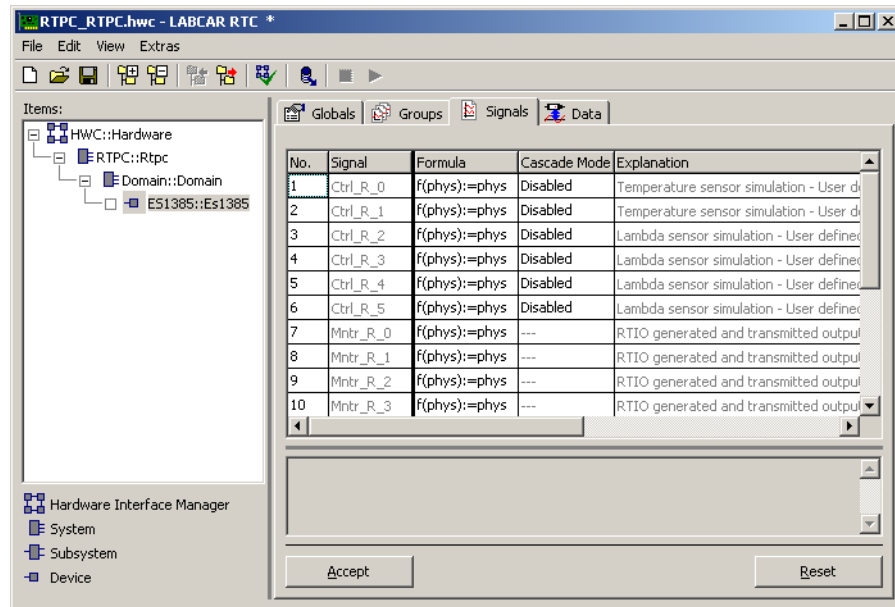 RTPC_RTPC.hwc - LABCAR RTC *
File Edit View Extras
Items:
HWC::Hardware
RTPC::Rtpc
Domain::Domain
ES1385::Es1385
Hardware Interface Manager
System
Subsystem
Device
Globals Groups Signals Data
No. Signal Formula Cascade Mode Explanation
1 Ctrl_R_0 f(phys):=phys Disabled Temperature sensor simulation - User de
2 Ctrl_R_1 f(phys):=phys Disabled Temperature sensor simulation - User de
3 Ctrl_R_2 f(phys):=phys Disabled Lambda sensor simulation - User defined
4 Ctrl_R_3 f(phys):=phys Disabled Lambda sensor simulation - User defined
5 Ctrl_R_4 f(phys):=phys Disabled Lambda sensor simulation - User defined
6 Ctrl_R_5 f(phys):=phys Disabled Lambda sensor simulation - User defined
7 Mntr_R_0 f(phys):=phys --- RTIO generated and transmitted output
8 Mntr_R_1 f(phys):=phys --- RTIO generated and transmitted output
9 Mntr_R_2 f(phys):=phys --- RTIO generated and transmitted output
10 Mntr_R_3 f(phys):=phys --- RTIO generated and transmitted output
Accept Reset